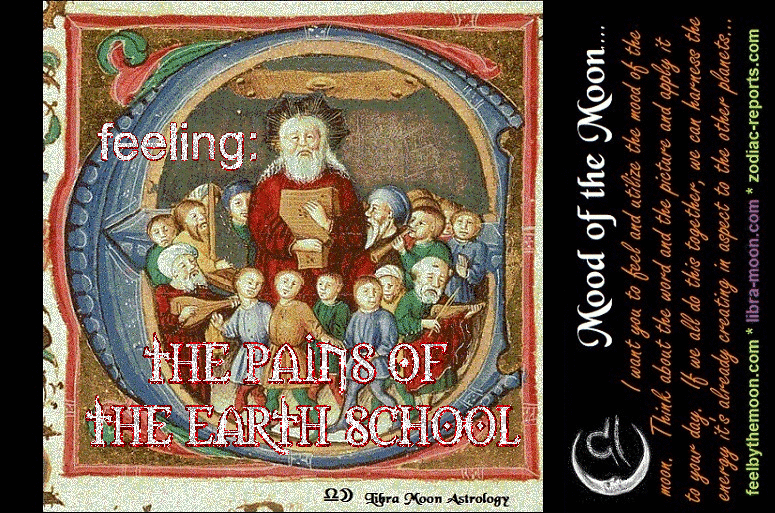 feeling:
THE PAINS OF
THE EARTH SCHOOL
♎☽ Libra Moon Astrology
Mood of the Moon....
I want you to feel and utilize the mood of the
moon. Think about the word and the picture and apply it
to your day. If we all do this together, we can harness the
energy it's already creating in aspect to the other planets...
feelbythemoon.com * libra-moon.com * zodiac-reports.com